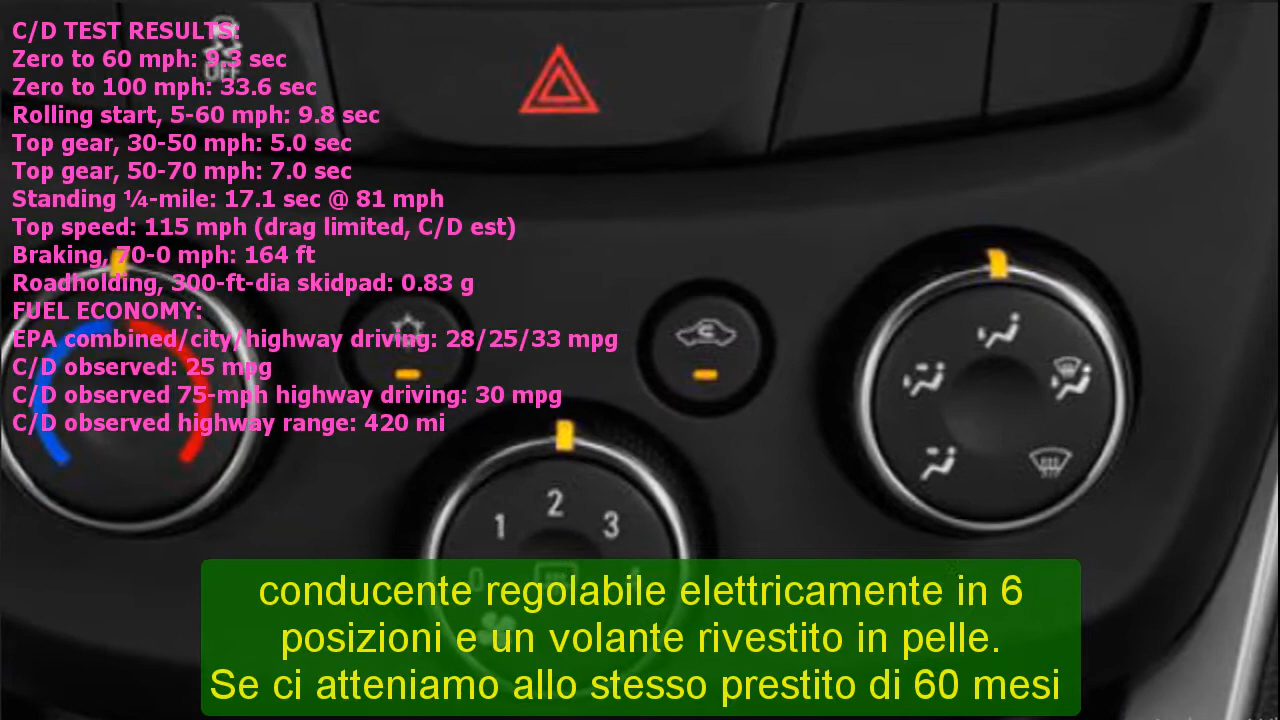 C/D TEST RESULTS:
Zero to 60 mph: 9.3 sec
Zero to 100 mph: 33.6 sec
Rolling start, 5-60 mph: 9.8 sec
Top gear, 30-50 mph: 5.0 sec
Top gear, 50-70 mph: 7.0 sec
Standing ¼-mile: 17.1 sec @ 81 mph
Top speed: 115 mph (drag limited, C/D est)
Braking, 70-0 mph: 164 ft
Roadholding, 300-ft-dia skidpad: 0.83 g
FUEL ECONOMY:
EPA combined/city/highway driving: 28/25/33 mpg
C/D observed: 25 mpg
C/D observed 75-mph highway driving: 30 mpg
C/D observed highway range: 420 mi
OFF
1 2 3
0 4
conducente regolabile elettricamente in 6
posizioni e un volante rivestito in pelle.
Se ci atteniamo allo stesso prestito di 60 mesi